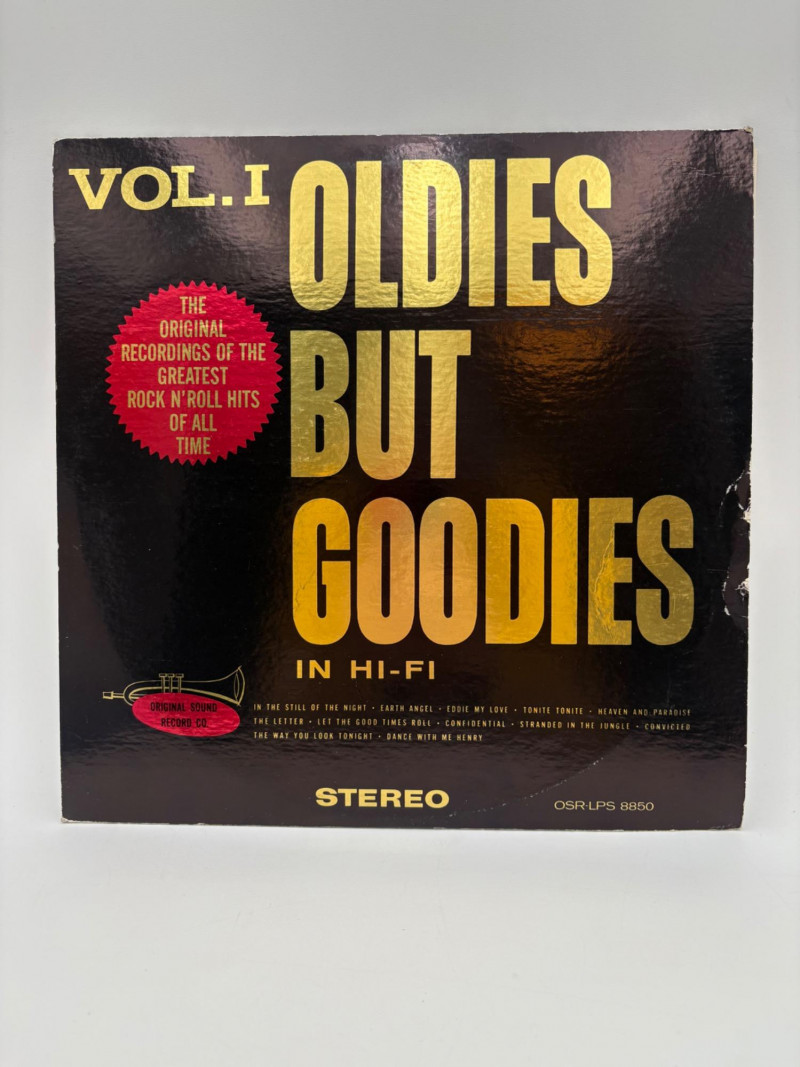 VOL. I
OLDIES
BUT
GOODIES
IN HI-FI
THE
ORIGINAL
RECORDINGS OF THE
GREATEST
ROCK N' ROLL HITS
OF ALL
TIME
ORIGINAL SOUND
RECORD CO.
IN THE STILL OF THE NIGHT • EARTH ANGEL • EDDIE MY LOVE • TONITE TONITE • HEAVEN AND PARADISE
THE LETTER • LET THE GOOD TIMES ROLL • CONFIDENTIAL • STRANDED IN THE JUNGLE • CONVICTED
THE WAY YOU LOOK TONIGHT • DANCE WITH ME HENRY
STEREO
OSR-LPS 8850